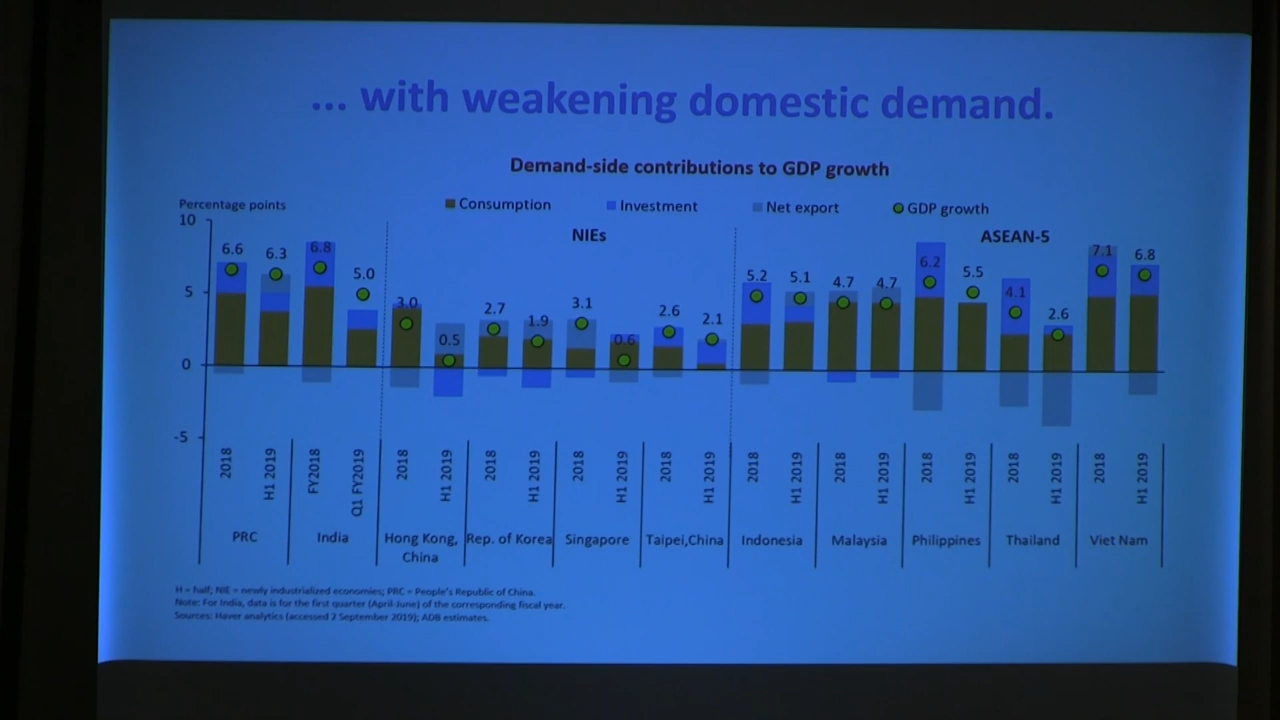 ... with weakening domestic demand.
Demand-side contributions to GDP growth
Percentage points
Consumption Investment Net export GDP growth
NIEs ASEAN-5
10
5
0
-5
6.6 6.3 6.8 5.0 3.0 0.5 2.7 1.9 3.1 0.6 2.6 2.1 5.2 5.1 4.7 4.7 6.2 5.5 4.1 2.6 7.1 6.8
2018 H1 2019 FY2018 Q1 FY2019 2018 H1 2019 2018 H1 2019 2018 H1 2019 2018 H1 2019 2018 H1 2019 2018 H1 2019 2018 H1 2019 2018 H1 2019 2018 H1 2019
PRC India Hong Kong, China Rep. of Korea Singapore Taipei,China Indonesia Malaysia Philippines Thailand Viet Nam
H = half; NIE = newly industrialized economies; PRC = People's Republic of China.
Note: For India, data is for the first quarter (April-June) of the corresponding fiscal year.
Sources: Haver analytics (accessed 2 September 2019); ADB estimates.